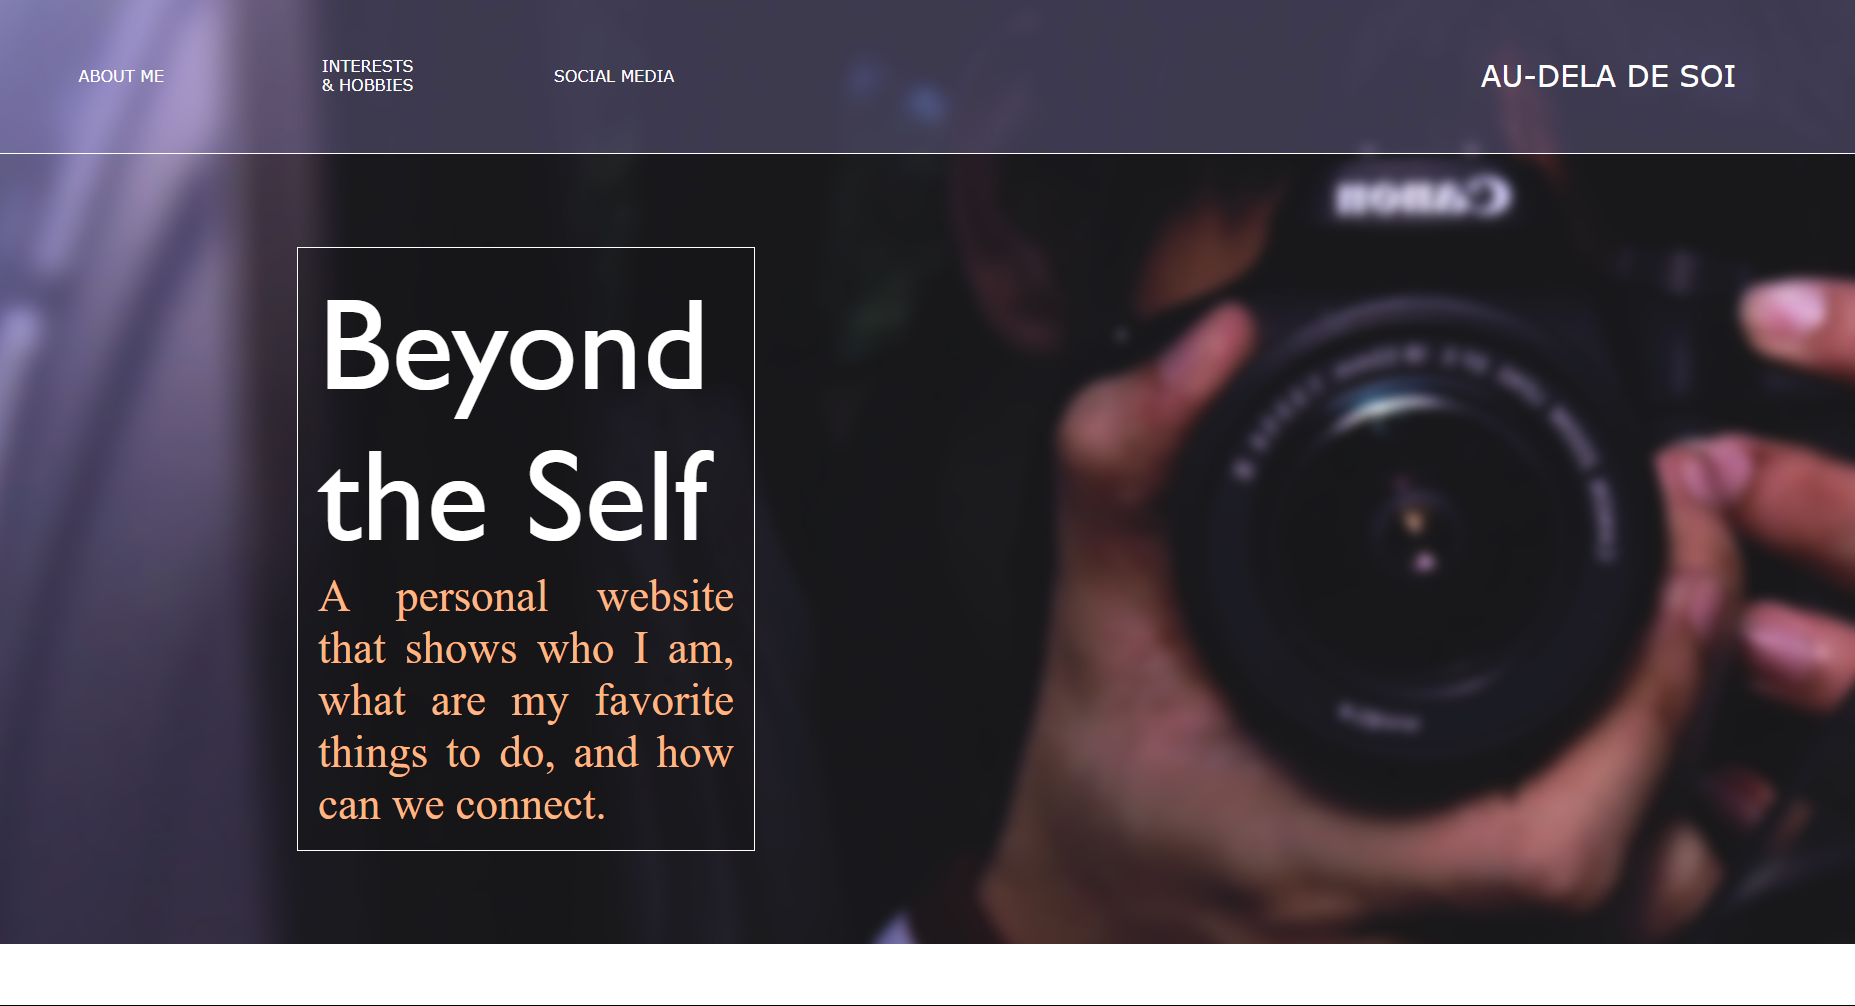 ABOUT ME
INTERESTS
& HOBBIES
SOCIAL MEDIA
AU-DELA DE SOI
Canon
Beyond
the Self
A personal website
that shows who I am,
what are my favorite
things to do, and how
can we connect.